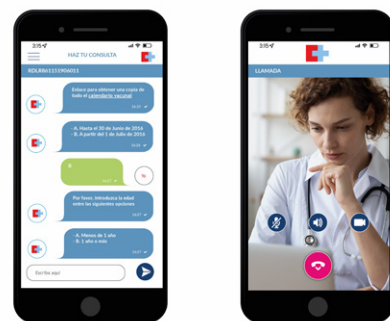 3:15
HAZ TU CONSULTA
Enlace para obtener una copia de
todo el calendario vacunal
- A. Hasta el 30 de Junio de 2016
- B. A partir del 1 de Julio de 2016
Por favor, introduzca la edad
entre las siguientes opciones
-A. Menos de 1 año
-B. 1 año o más
Escribe aquí
3:15
LLAMADA